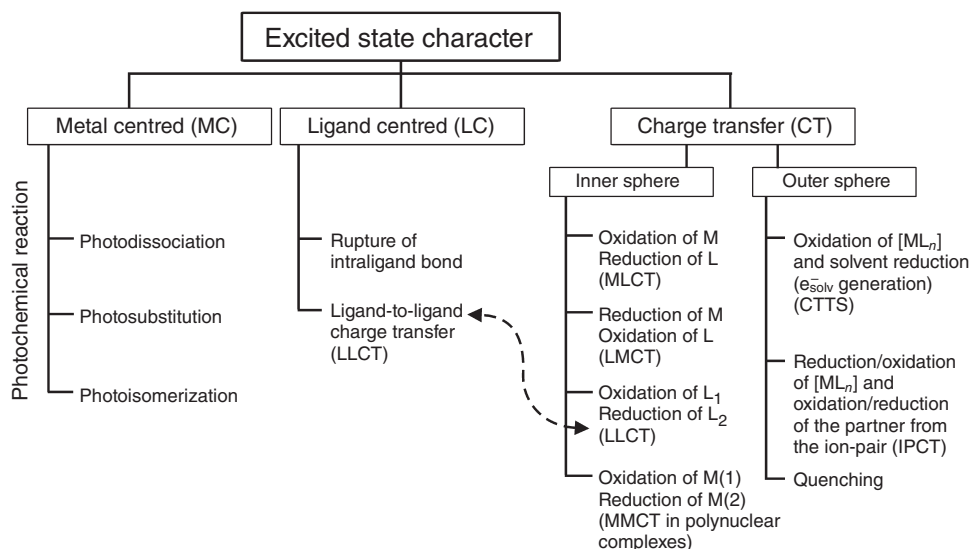 Excited state character
Metal centred (MC)
Ligand centred (LC)
Charge transfer (CT)
Inner sphere
Outer sphere
Photochemical reaction
Photodissociation
Photosubstitution
Photoisomerization
Rupture of
intraligand bond
Ligand-to-ligand
charge transfer
(LLCT)
Oxidation of M
Reduction of L
(MLCT)
Reduction of M
Oxidation of L
(LMCT)
Oxidation of L₁
Reduction of L₂
(LLCT)
Oxidation of M(1)
Reduction of M(2)
(MMCT in polynuclear
complexes)
Oxidation of [MLₙ]
and solvent reduction
(e⁻solv generation)
(CTTS)
Reduction/oxidation
of [MLₙ] and
oxidation/reduction
of the partner from
the ion-pair (IPCT)
Quenching